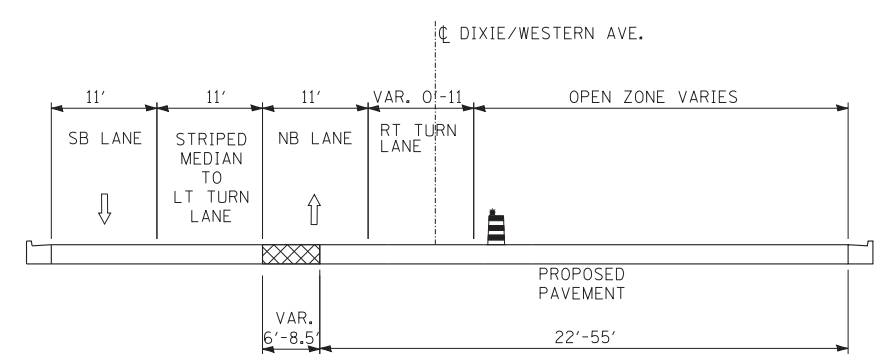 ℄ DIXIE/WESTERN AVE.
11' 11' 11' VAR. 0'-11 OPEN ZONE VARIES
SB LANE
STRIPED
MEDIAN
TO
LT TURN
LANE
NB LANE
RT TURN
LANE
PROPOSED
PAVEMENT
VAR.
6'-8.5'
22'-55'